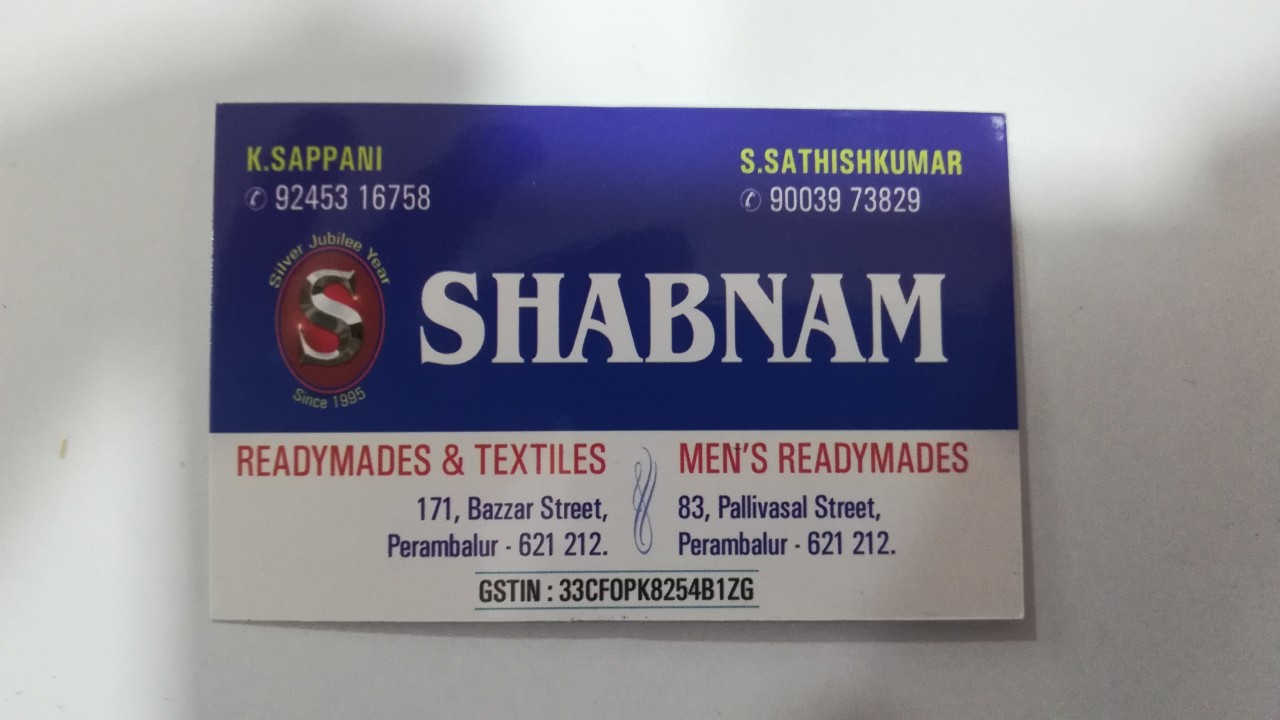 K.SAPPANI
✆ 92453 16758
S.SATHISHKUMAR
✆ 90039 73829
Silver Jubilee Year
S
Since 1995
SHABNAM
READYMADES & TEXTILES
171, Bazzar Street,
Perambalur - 621 212.
MEN'S READYMADES
83, Pallivasal Street,
Perambalur - 621 212.
GSTIN : 33CFOPK8254B1ZG